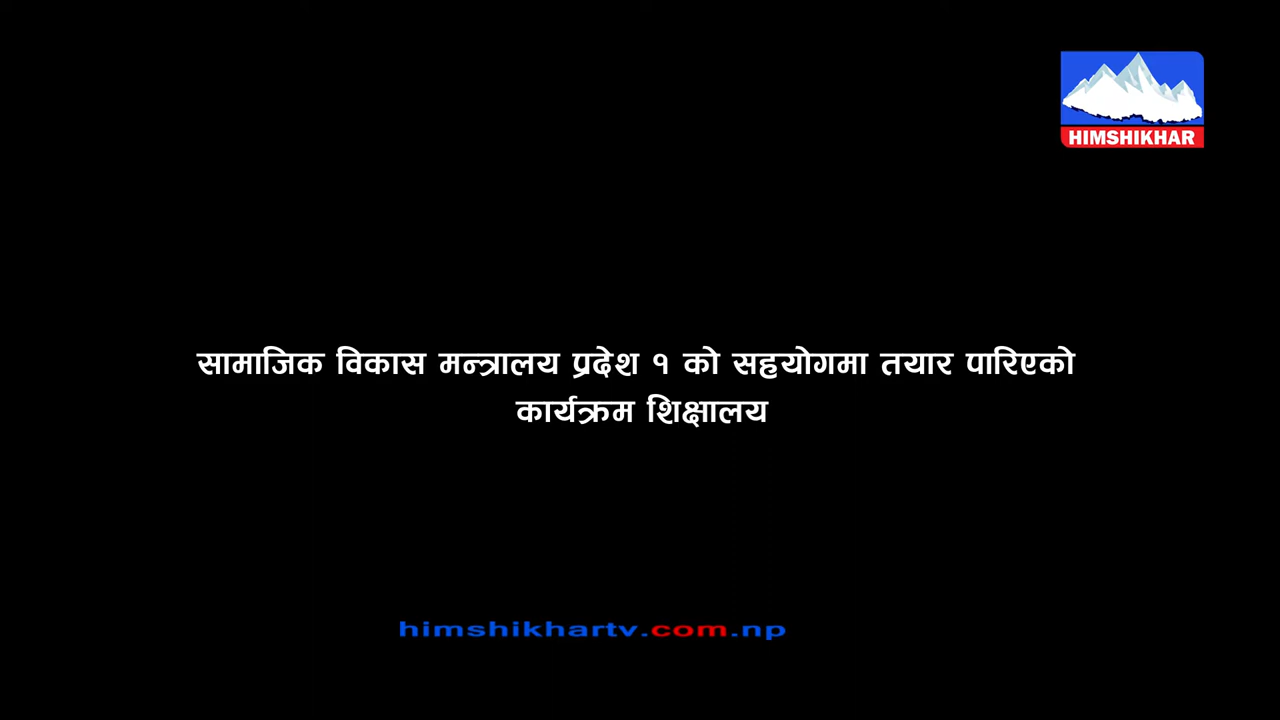 HIMSHIKHAR
सामाजिक विकास मन्त्रालय प्रदेश १ को सहयोगमा तयार पारिएको
कार्यक्रम शिक्षालय
himshikhartv.com.np